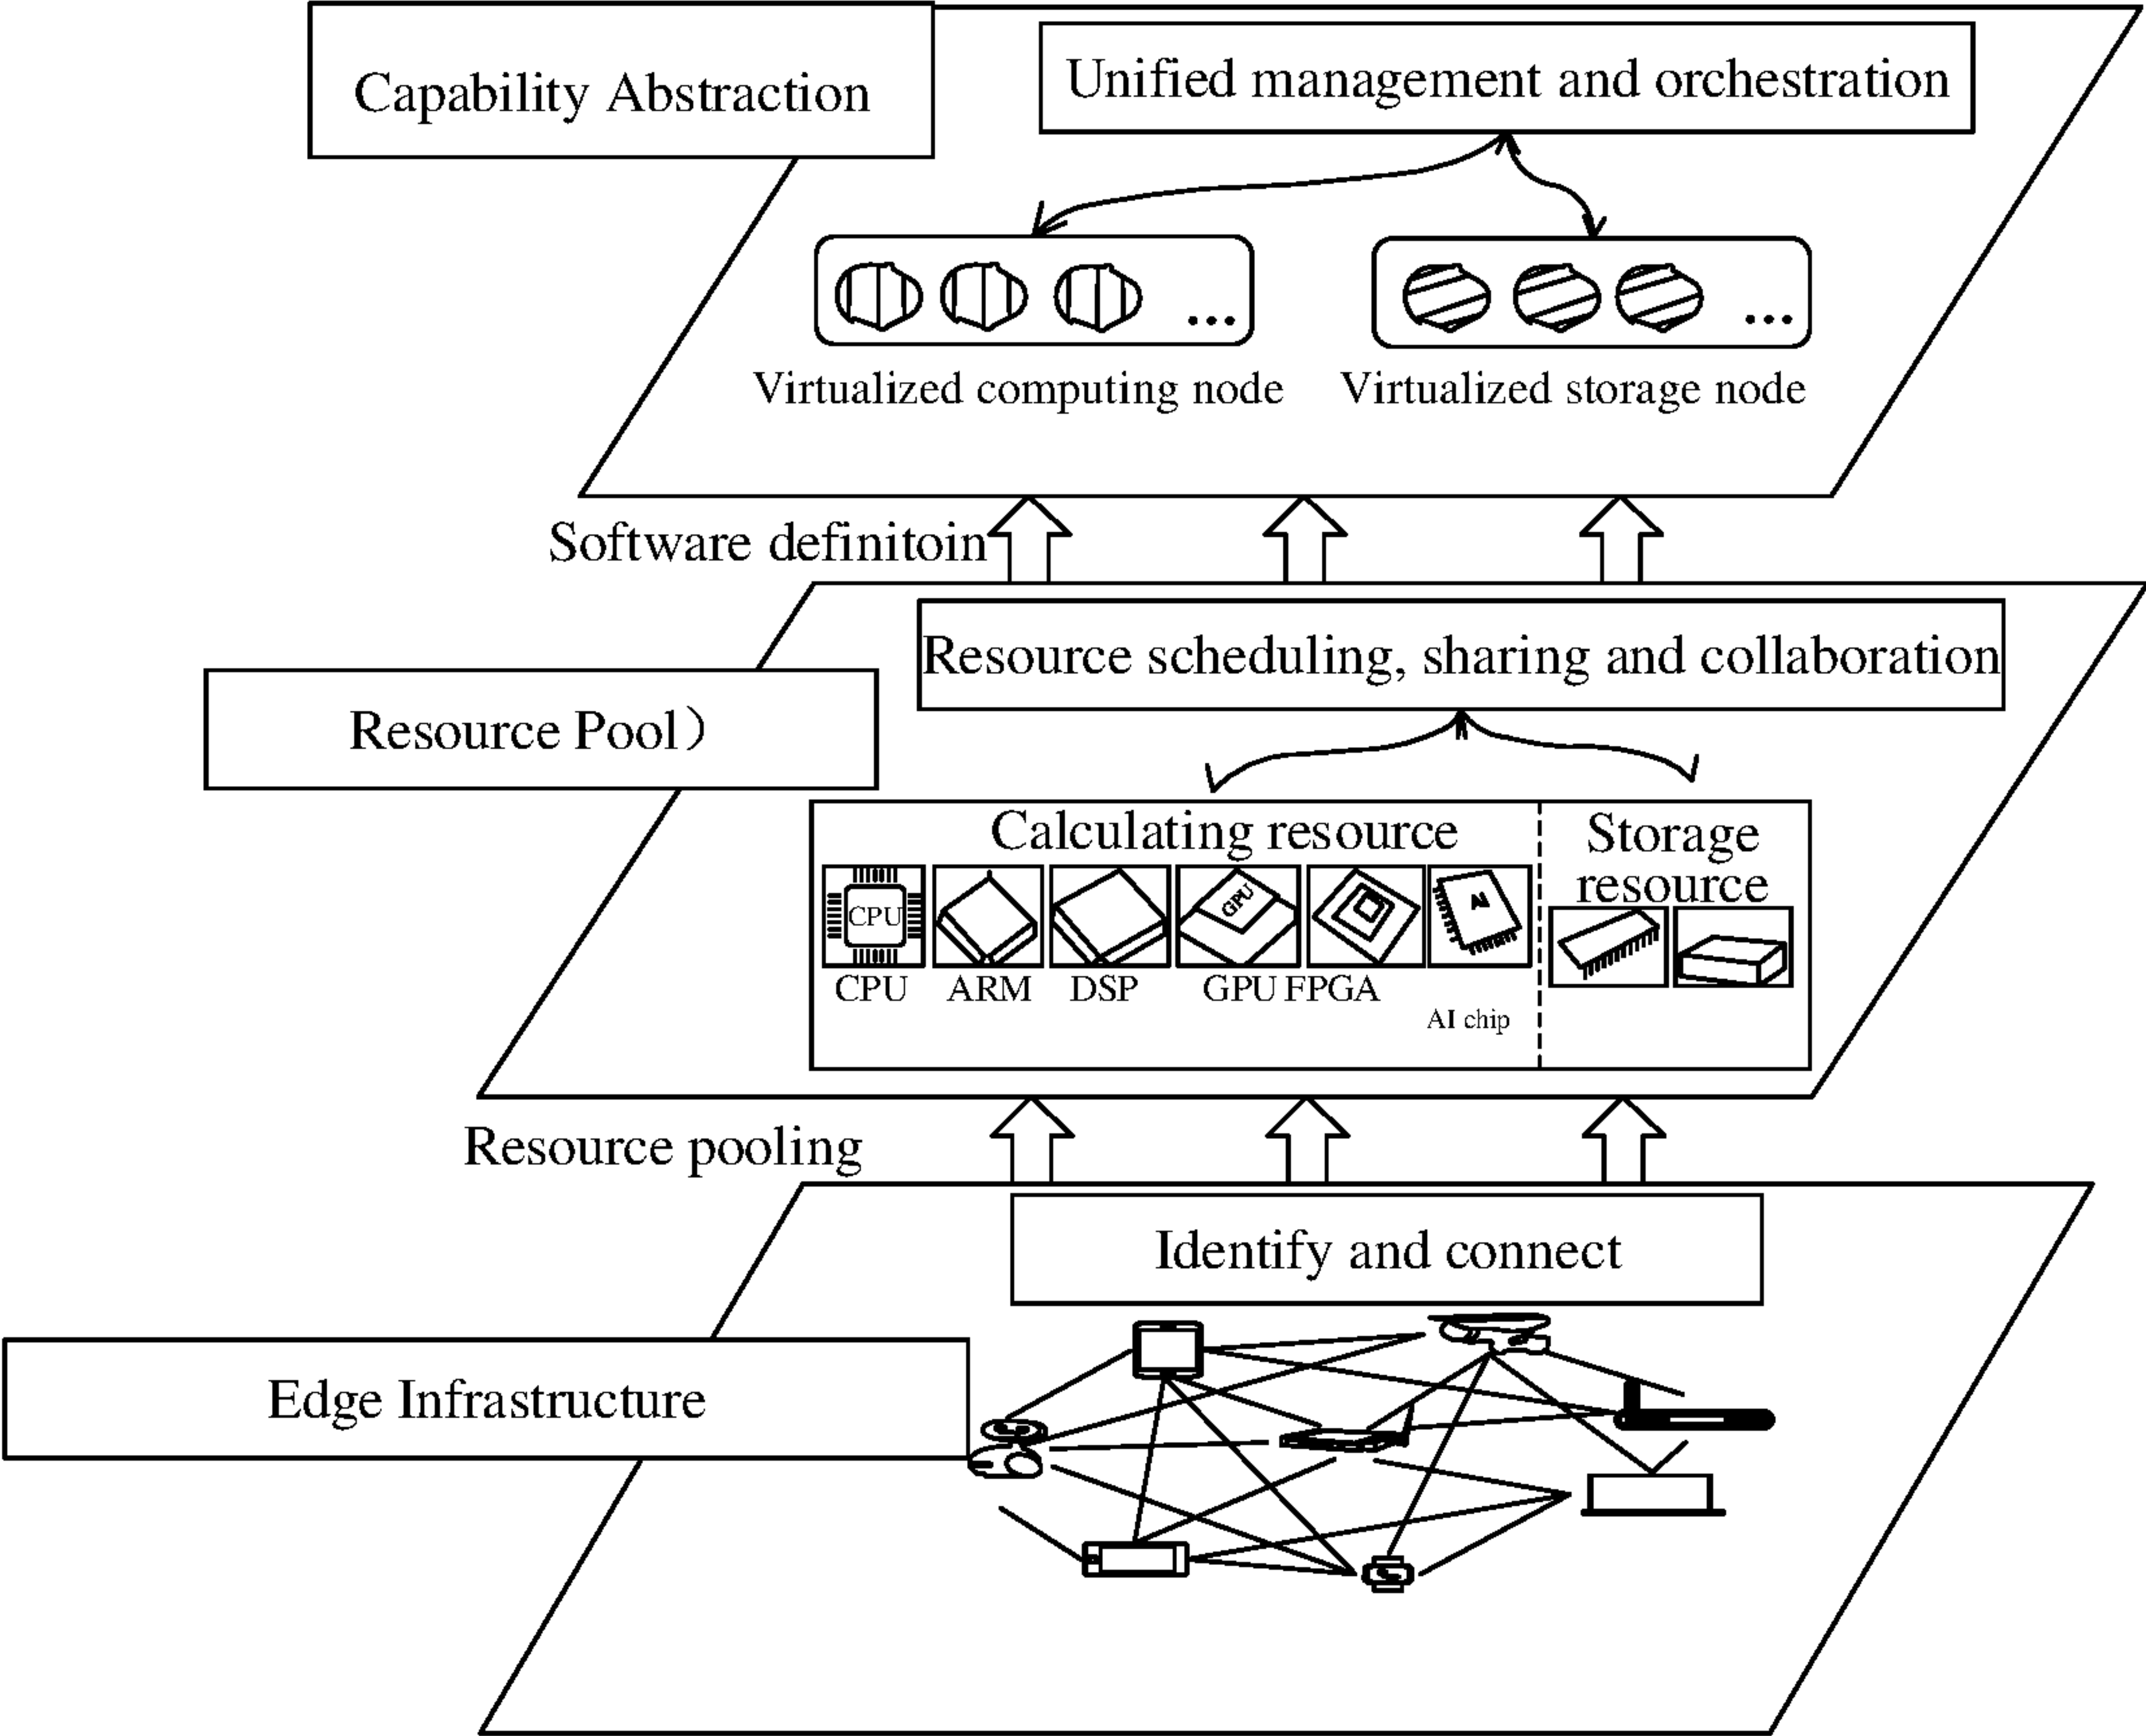 Capability Abstraction
Unified management and orchestration
Virtualized computing node
Virtualized storage node
Software definitoin
Resource scheduling, sharing and collaboration
Resource Pool）
Calculating resource
Storage
resource
CPU
GPU
AI
CPU
ARM
DSP
GPU
FPGA
AI chip
Resource pooling
Identify and connect
Edge Infrastructure